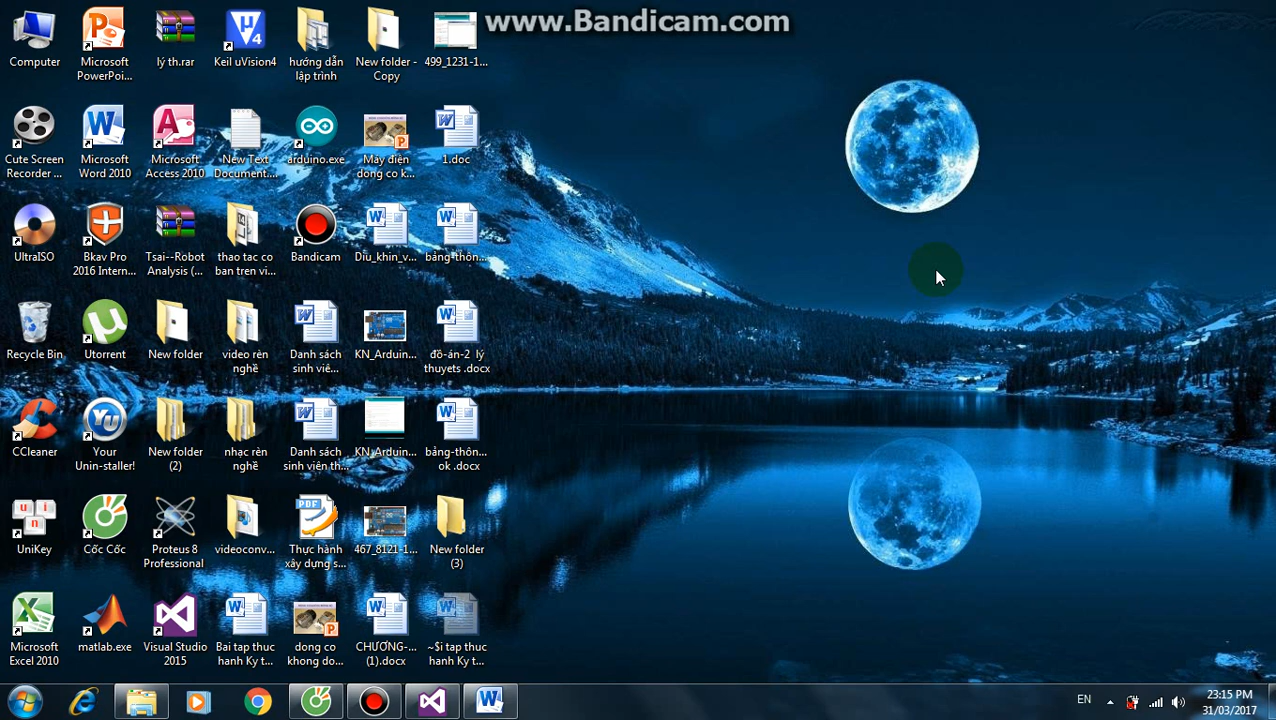 www.Bandicam.com
Computer
Microsoft
PowerPoi...
lý th.rar
Keil uVision4
hướng dẫn
lập trình
New folder -
Copy
499_1231-1...
Cute Screen
Recorder ...
Microsoft
Word 2010
Microsoft
Access 2010
New Text
Document...
arduino.exe
Máy điện
dong co k...
1.doc
UltraISO
Bkav Pro
2016 Intern...
Tsai--Robot
Analysis (...
thao tac co
ban tren vi...
Bandicam
Dīu_khin_v...
bảng-thôn...
Recycle Bin
Utorrent
New folder
video rèn
nghề
Danh sách
sinh viê...
KN_Arduin...
đồ-án-2 lý
thuyets .docx
CCleaner
Your
Unin-staller!
New folder
(2)
nhạc rèn
nghề
Danh sách
sinh viên th...
KN_Arduin...
bảng-thôn...
ok .docx
UniKey
Cốc Cốc
Proteus 8
Professional
videoconv...
Thực hành
xây dựng s...
467_8121-1...
New folder
(3)
Microsoft
Excel 2010
matlab.exe
Visual Studio
2015
Bai tap thuc
hanh Ky t...
dong co
khong do...
CHƯƠNG-...
(1).docx
~$i tap thuc
hanh Ky t...
EN
23:15 PM
31/03/2017